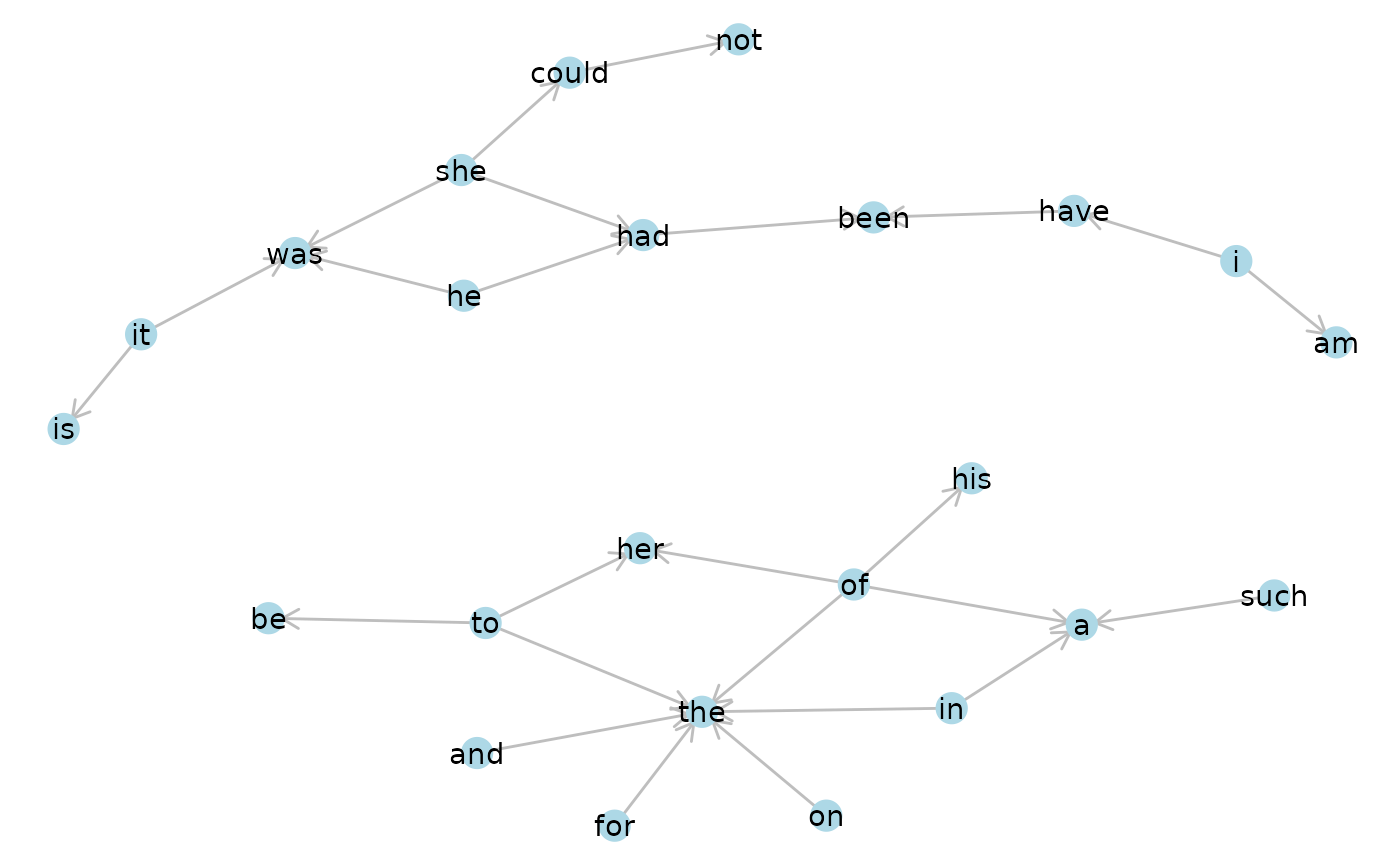 not
could
she
had
been
have
was
he
i
it
am
is
his
her
of
such
be
to
a
the
in
and
for
on